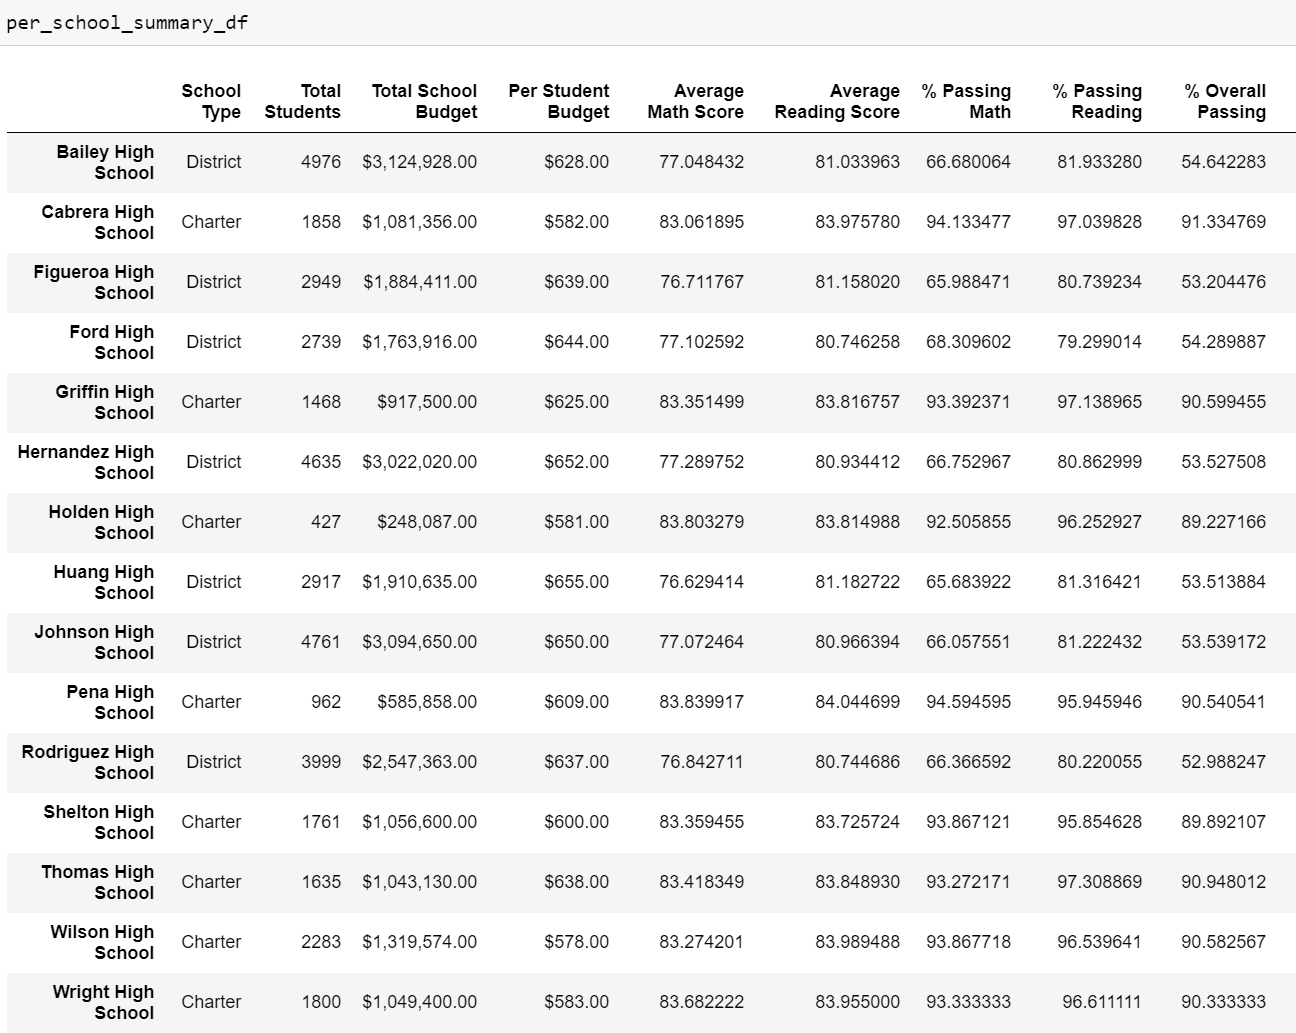 per_school_summary_df
School Type Total Students Total School Budget Per Student Budget Average Math Score Average Reading Score % Passing Math % Passing Reading % Overall Passing
Bailey High School District 4976 $3,124,928.00 $628.00 77.048432 81.033963 66.680064 81.933280 54.642283
Cabrera High School Charter 1858 $1,081,356.00 $582.00 83.061895 83.975780 94.133477 97.039828 91.334769
Figueroa High School District 2949 $1,884,411.00 $639.00 76.711767 81.158020 65.988471 80.739234 53.204476
Ford High School District 2739 $1,763,916.00 $644.00 77.102592 80.746258 68.309602 79.299014 54.289887
Griffin High School Charter 1468 $917,500.00 $625.00 83.351499 83.816757 93.392371 97.138965 90.599455
Hernandez High School District 4635 $3,022,020.00 $652.00 77.289752 80.934412 66.752967 80.862999 53.527508
Holden High School Charter 427 $248,087.00 $581.00 83.803279 83.814988 92.505855 96.252927 89.227166
Huang High School District 2917 $1,910,635.00 $655.00 76.629414 81.182722 65.683922 81.316421 53.513884
Johnson High School District 4761 $3,094,650.00 $650.00 77.072464 80.966394 66.057551 81.222432 53.539172
Pena High School Charter 962 $585,858.00 $609.00 83.839917 84.044699 94.594595 95.945946 90.540541
Rodriguez High School District 3999 $2,547,363.00 $637.00 76.842711 80.744686 66.366592 80.220055 52.988247
Shelton High School Charter 1761 $1,056,600.00 $600.00 83.359455 83.725724 93.867121 95.854628 89.892107
Thomas High School Charter 1635 $1,043,130.00 $638.00 83.418349 83.848930 93.272171 97.308869 90.948012
Wilson High School Charter 2283 $1,319,574.00 $578.00 83.274201 83.989488 93.867718 96.539641 90.582567
Wright High School Charter 1800 $1,049,400.00 $583.00 83.682222 83.955000 93.333333 96.611111 90.333333